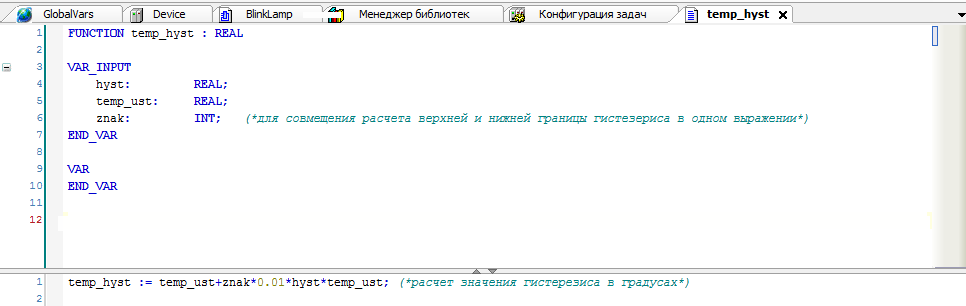 GlobalVars Device BlinkLamp Менеджер библиотек Конфигурация задач temp_hyst
1 FUNCTION temp_hyst : REAL
2
3 VAR_INPUT
4 hyst: REAL;
5 temp_ust: REAL;
6 znak: INT; (*для совмещения расчета верхней и нижней границы гистезериса в одном выражении*)
7 END_VAR
8
9 VAR
10 END_VAR
11
12
1 temp_hyst := temp_ust+znak*0.01*hyst*temp_ust; (*расчет значения гистерезиса в градусах*)
2